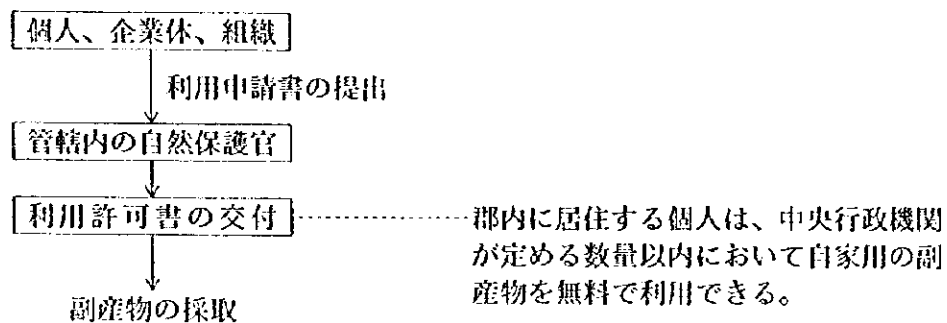 個人、企業体、組織
利用申請書の提出
管轄内の自然保護官
利用許可書の交付
郡内に居住する個人は、中央行政機関
が定める数量以内において自家用の副
産物を無料で利用できる。
副産物の採取